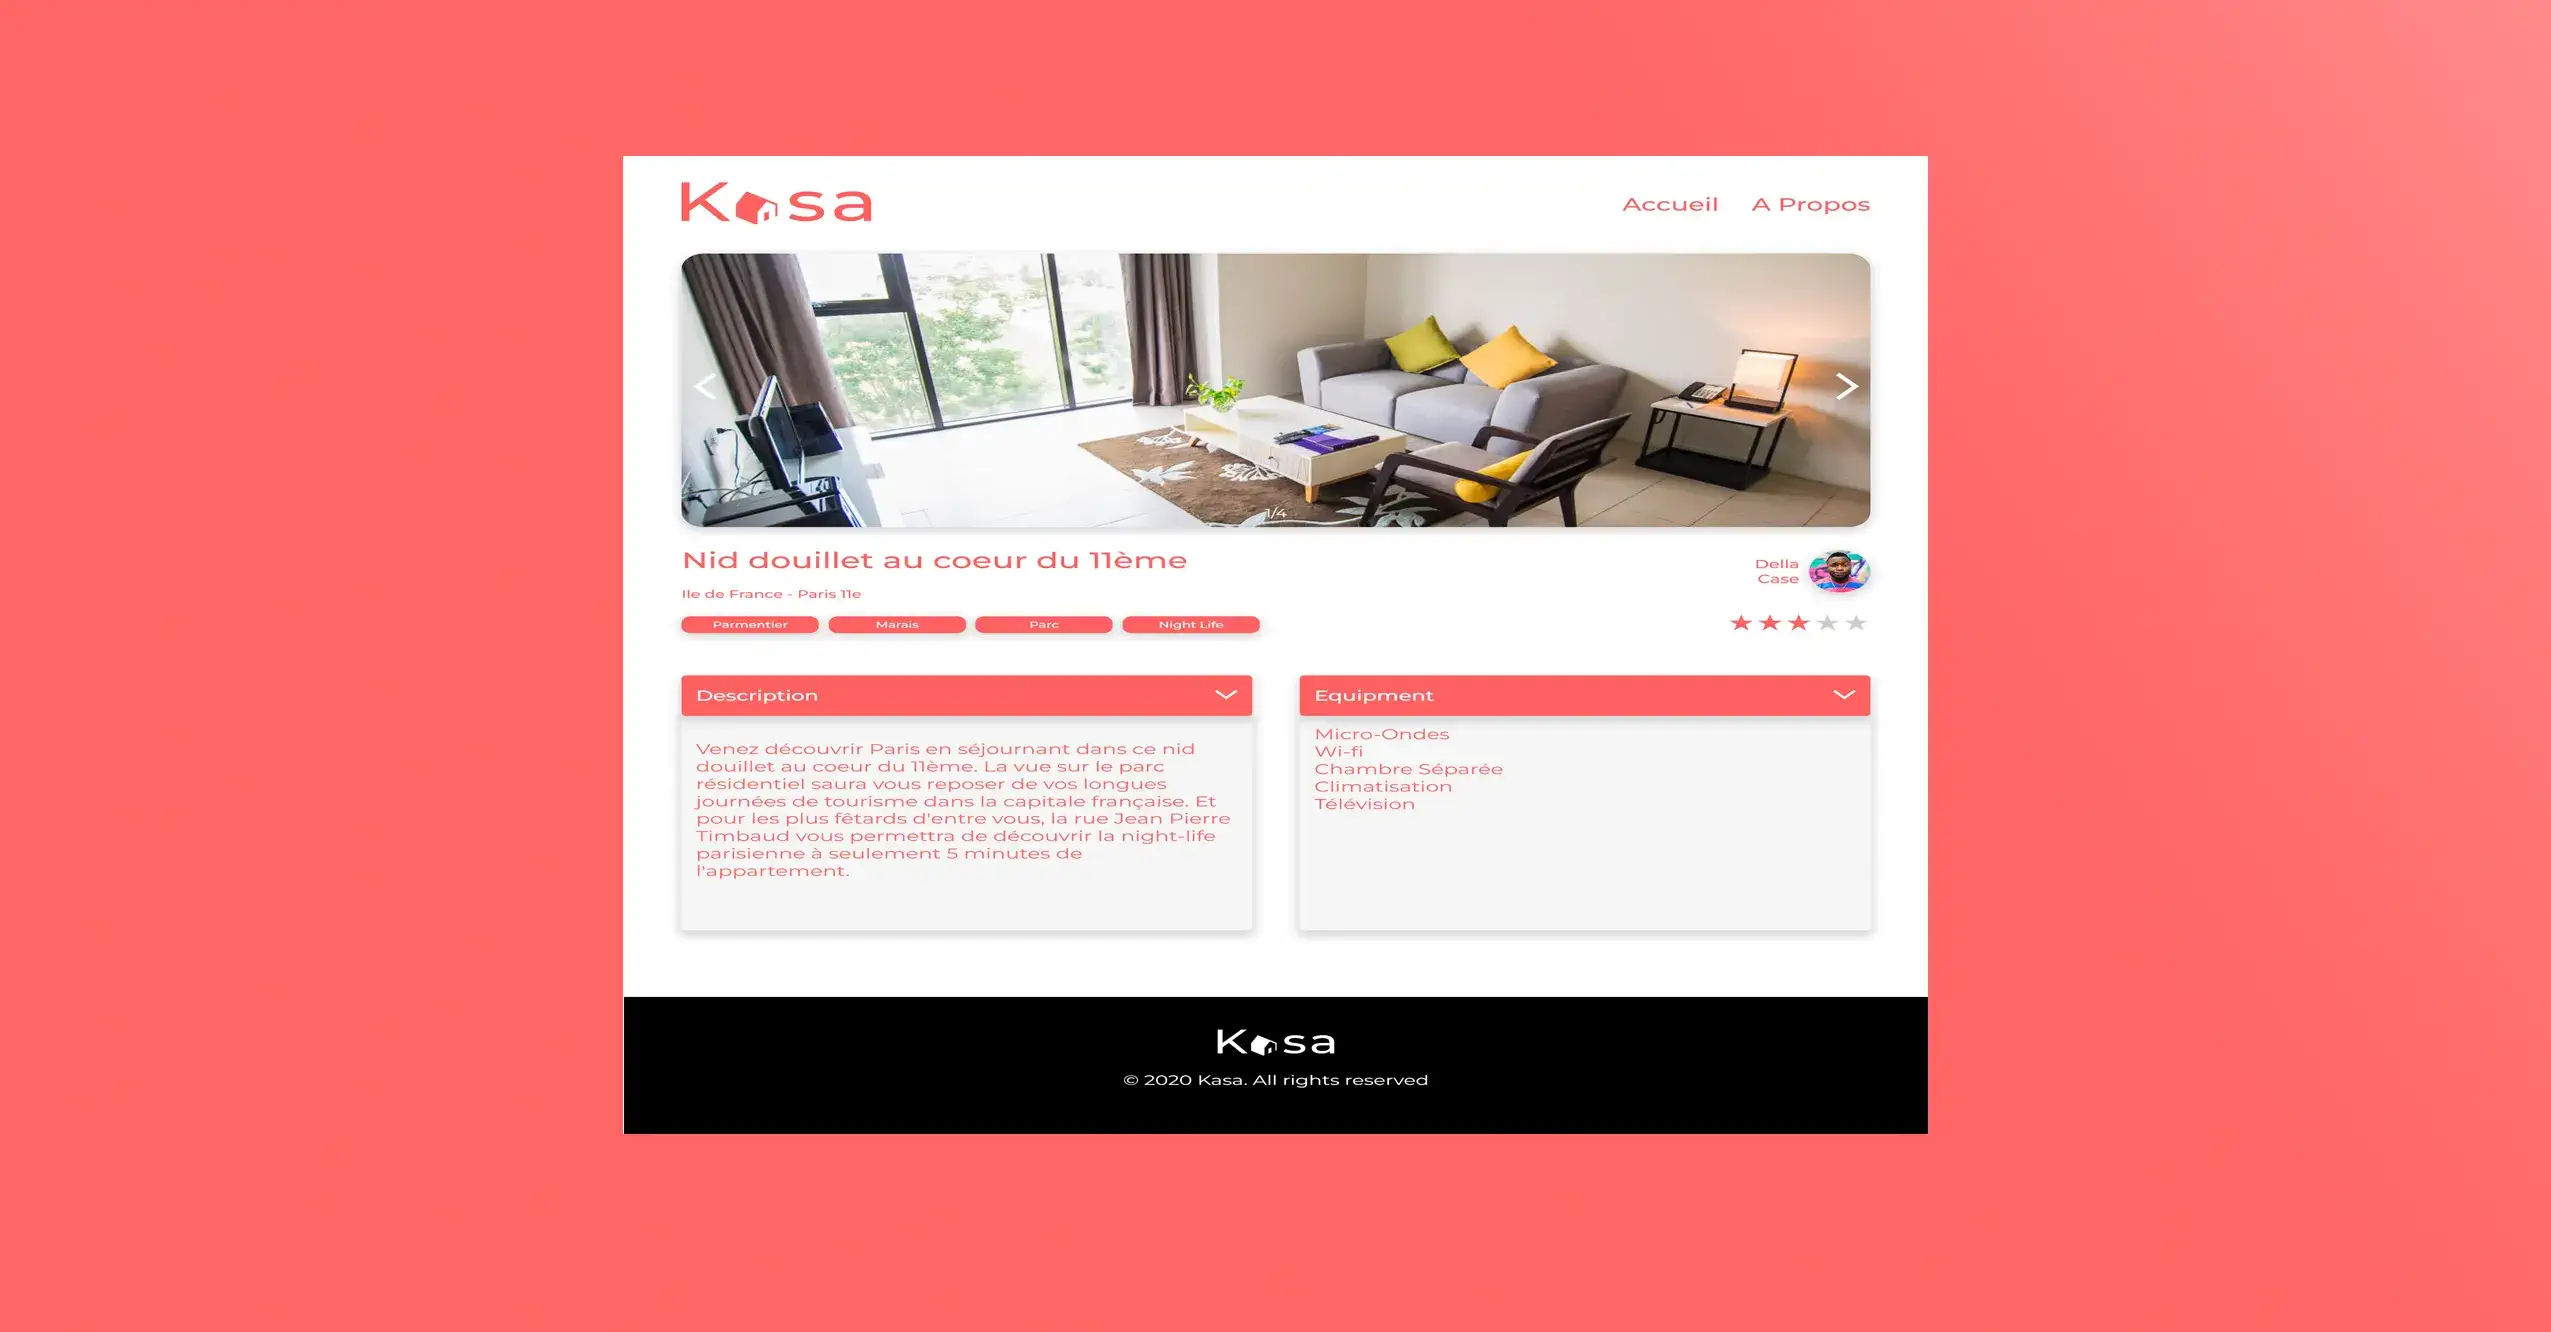 Kasa
Accueil A Propos
1/4
Nid douillet au coeur du 11ème
Ile de France - Paris 11e
Della
Case
Parmentier Marais Parc Night Life
Description
Venez découvrir Paris en séjournant dans ce nid
douillet au coeur du 11ème. La vue sur le parc
résidentiel saura vous reposer de vos longues
journées de tourisme dans la capitale française. Et
pour les plus fêtards d'entre vous, la rue Jean Pierre
Timbaud vous permettra de découvrir la night-life
parisienne à seulement 5 minutes de
l'appartement.
Equipment
Micro-Ondes
Wi-fi
Chambre Séparée
Climatisation
Télévision
Kasa
© 2020 Kasa. All rights reserved